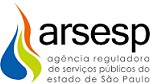 arsesp
agência reguladora
de serviços públicos do
estado de São Paulo